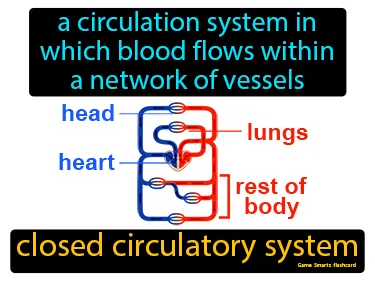 a circulation system in
which blood flows within
a network of vessels
head
lungs
heart
rest of
body
closed circulatory system
Game Smartz flashcard